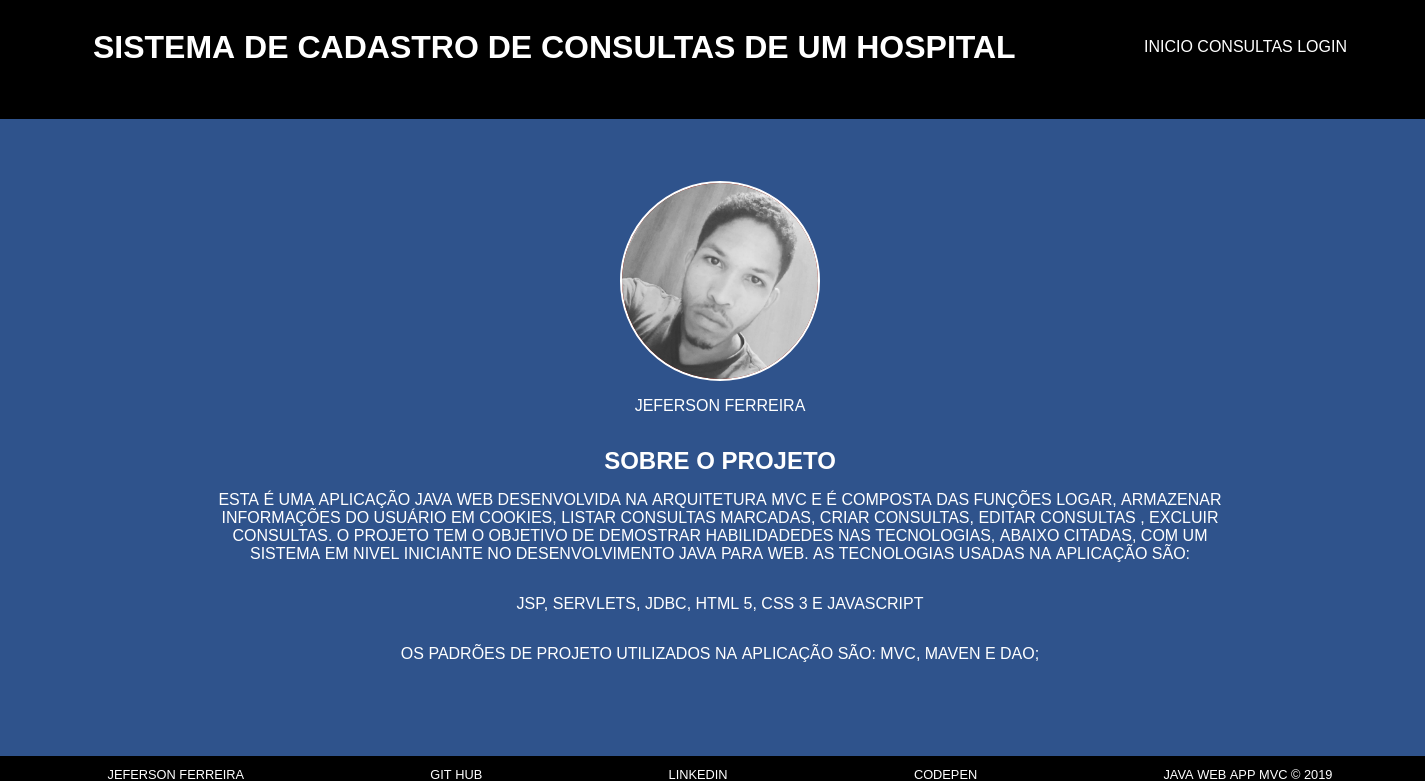 SISTEMA DE CADASTRO DE CONSULTAS DE UM HOSPITAL
INICIO CONSULTAS LOGIN
JEFERSON FERREIRA
SOBRE O PROJETO
ESTA É UMA APLICAÇÃO JAVA WEB DESENVOLVIDA NA ARQUITETURA MVC E É COMPOSTA DAS FUNÇÕES LOGAR, ARMAZENAR
INFORMAÇÕES DO USUÁRIO EM COOKIES, LISTAR CONSULTAS MARCADAS, CRIAR CONSULTAS, EDITAR CONSULTAS , EXCLUIR
CONSULTAS. O PROJETO TEM O OBJETIVO DE DEMOSTRAR HABILIDADEDES NAS TECNOLOGIAS, ABAIXO CITADAS, COM UM
SISTEMA EM NIVEL INICIANTE NO DESENVOLVIMENTO JAVA PARA WEB. AS TECNOLOGIAS USADAS NA APLICAÇÃO SÃO:
JSP, SERVLETS, JDBC, HTML 5, CSS 3 E JAVASCRIPT
OS PADRÕES DE PROJETO UTILIZADOS NA APLICAÇÃO SÃO: MVC, MAVEN E DAO;
JEFERSON FERREIRA
GIT HUB
LINKEDIN
CODEPEN
JAVA WEB APP MVC © 2019